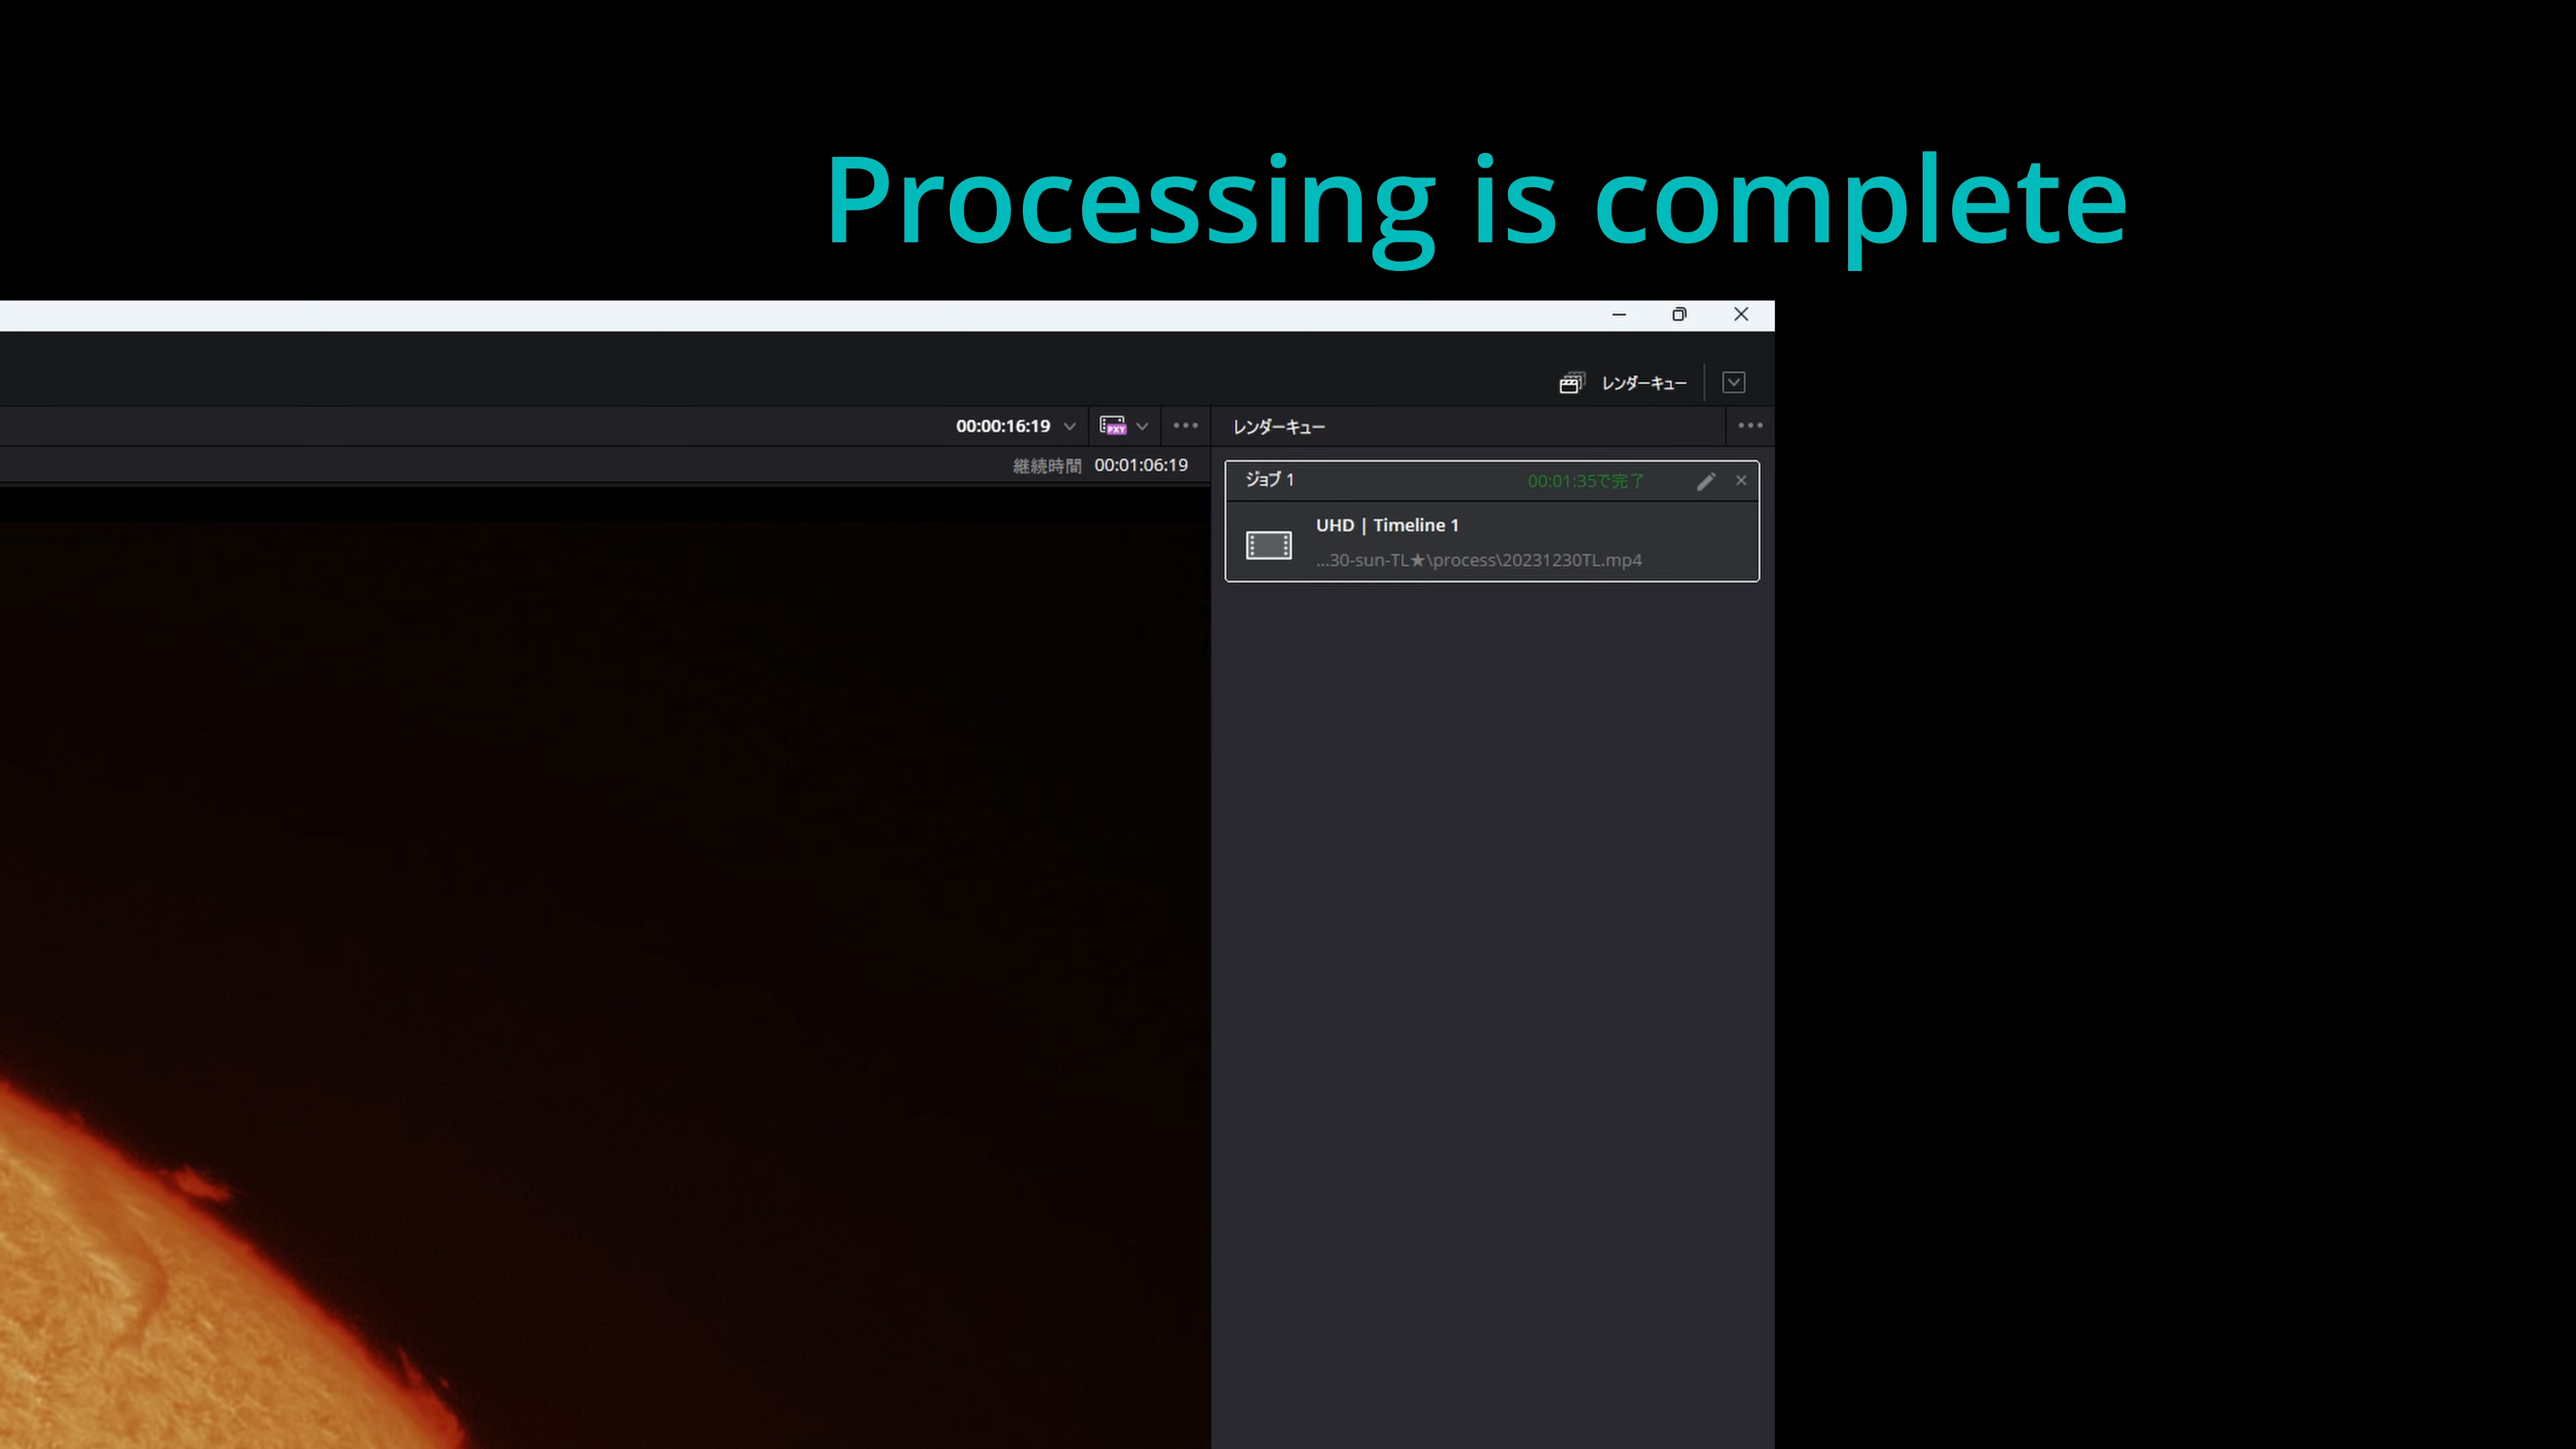 Processing is complete
レンダーキュー
00:00:16:19
PXY
レンダーキュー
継続時間 00:01:06:19
ジョブ 1 00:01:35で完了
UHD | Timeline 1
...30-sun-TL★\process\20231230TL.mp4